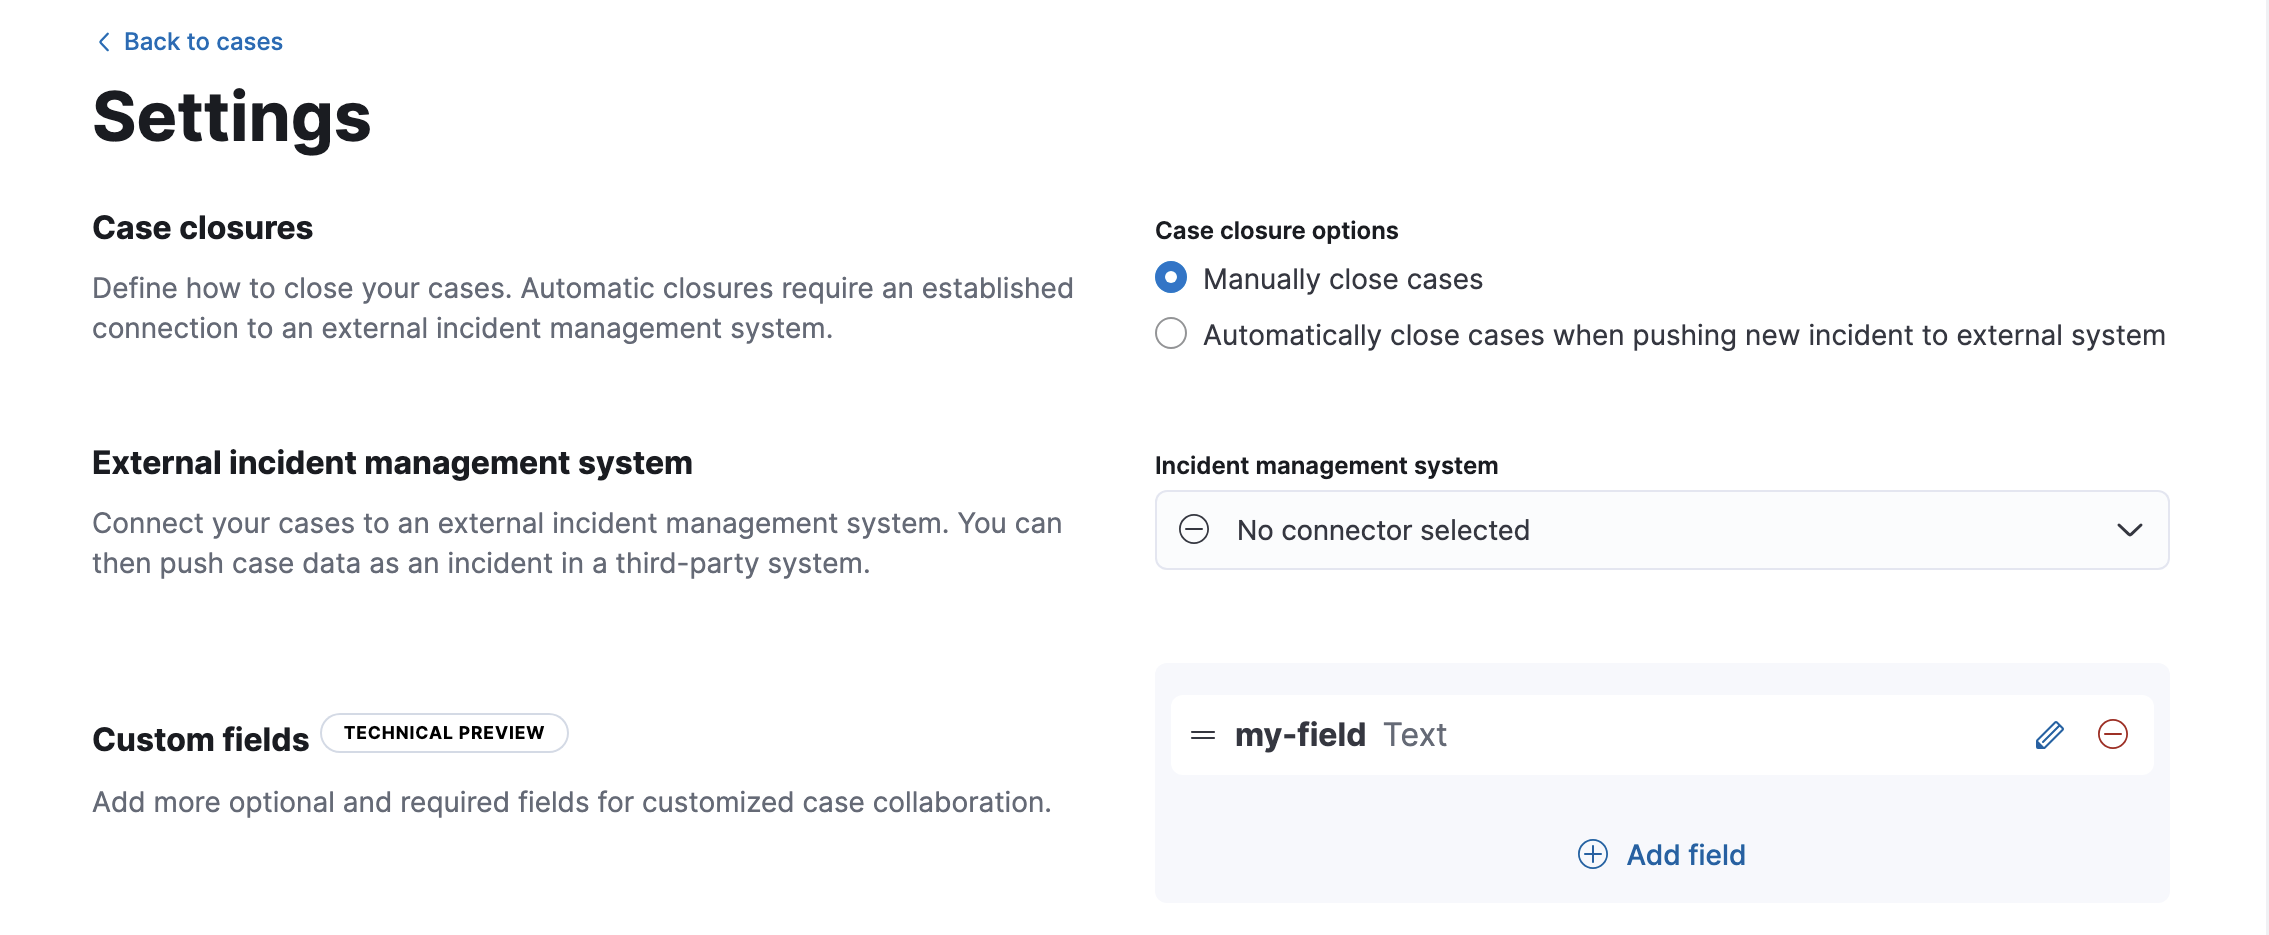 Back to cases
Settings
Case closures
Define how to close your cases. Automatic closures require an established
connection to an external incident management system.
Case closure options
Manually close cases
Automatically close cases when pushing new incident to external system
External incident management system
Connect your cases to an external incident management system. You can
then push case data as an incident in a third-party system.
Incident management system
No connector selected
Custom fields TECHNICAL PREVIEW
Add more optional and required fields for customized case collaboration.
my-field Text
Add field